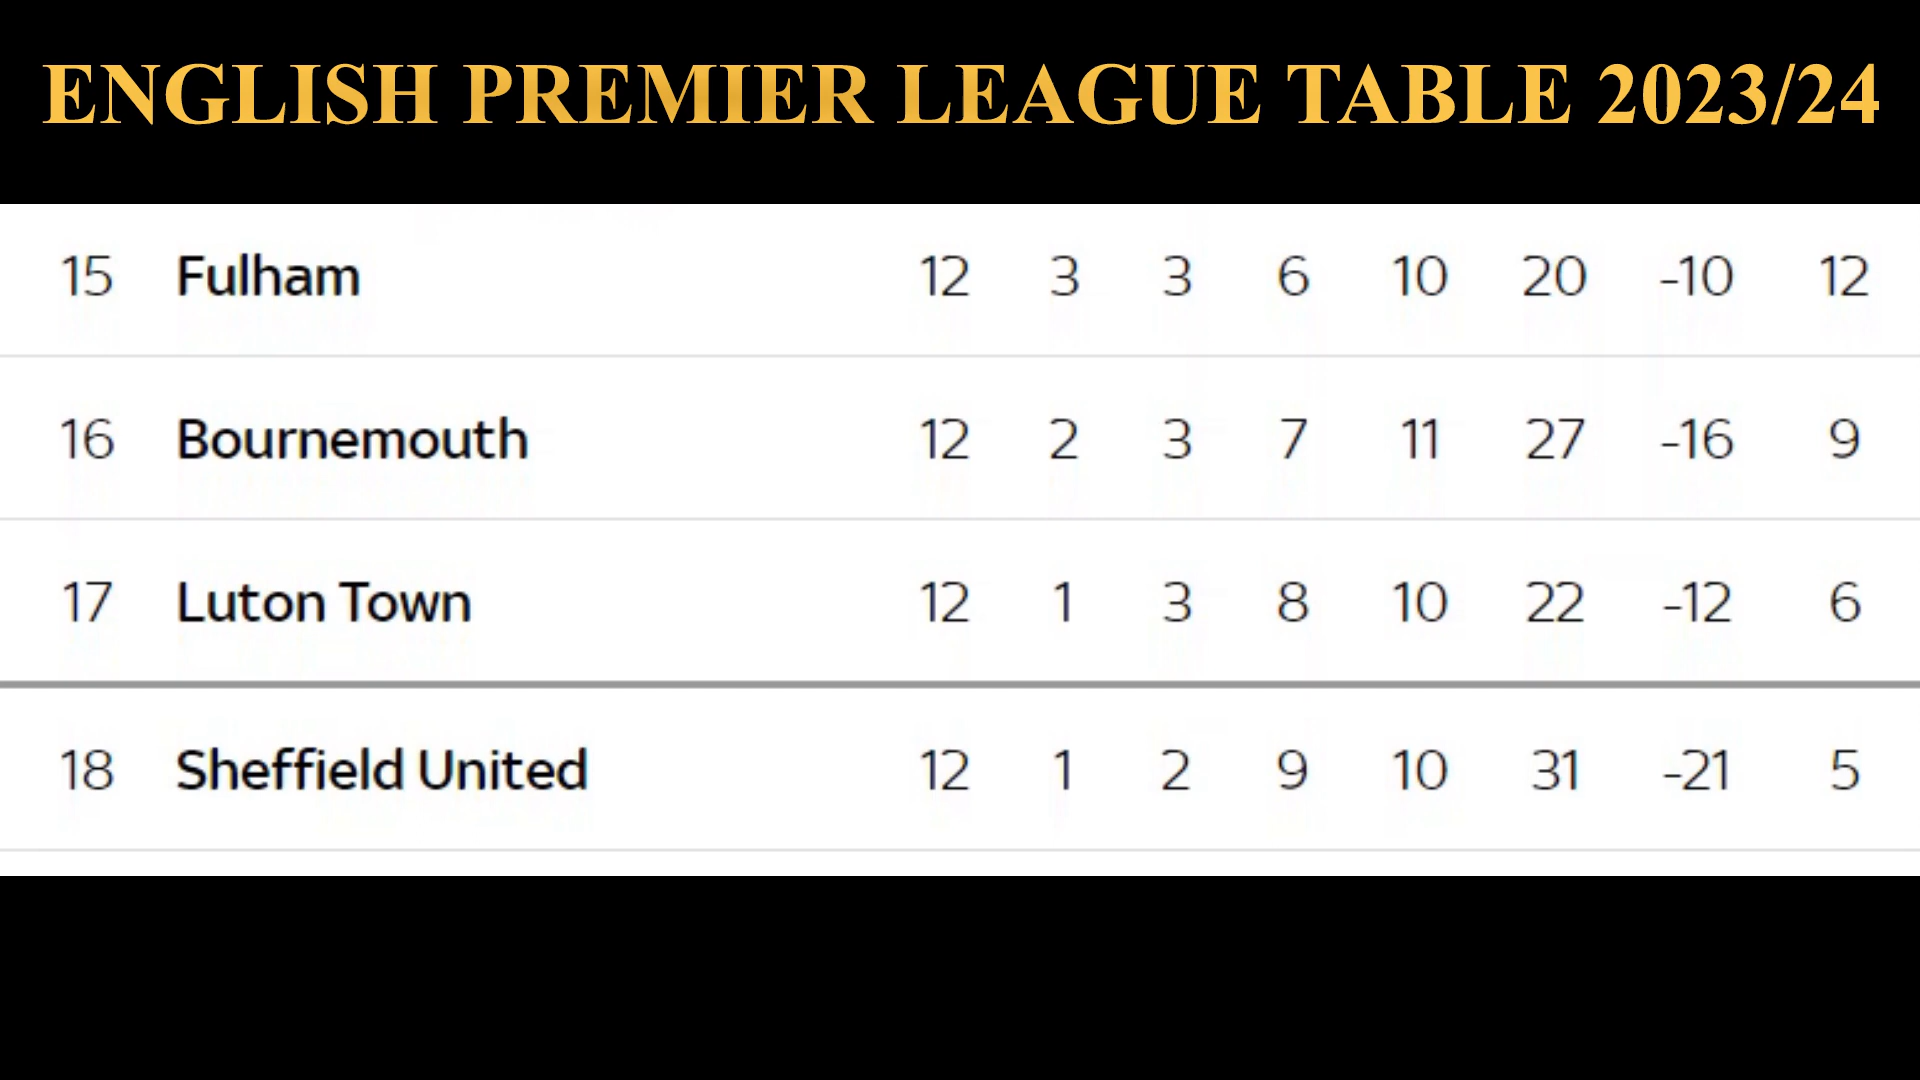 ENGLISH PREMIER LEAGUE TABLE 2023/24
15 Fulham 12 3 3 6 10 20 -10 12
16 Bournemouth 12 2 3 7 11 27 -16 9
17 Luton Town 12 1 3 8 10 22 -12 6
18 Sheffield United 12 1 2 9 10 31 -21 5